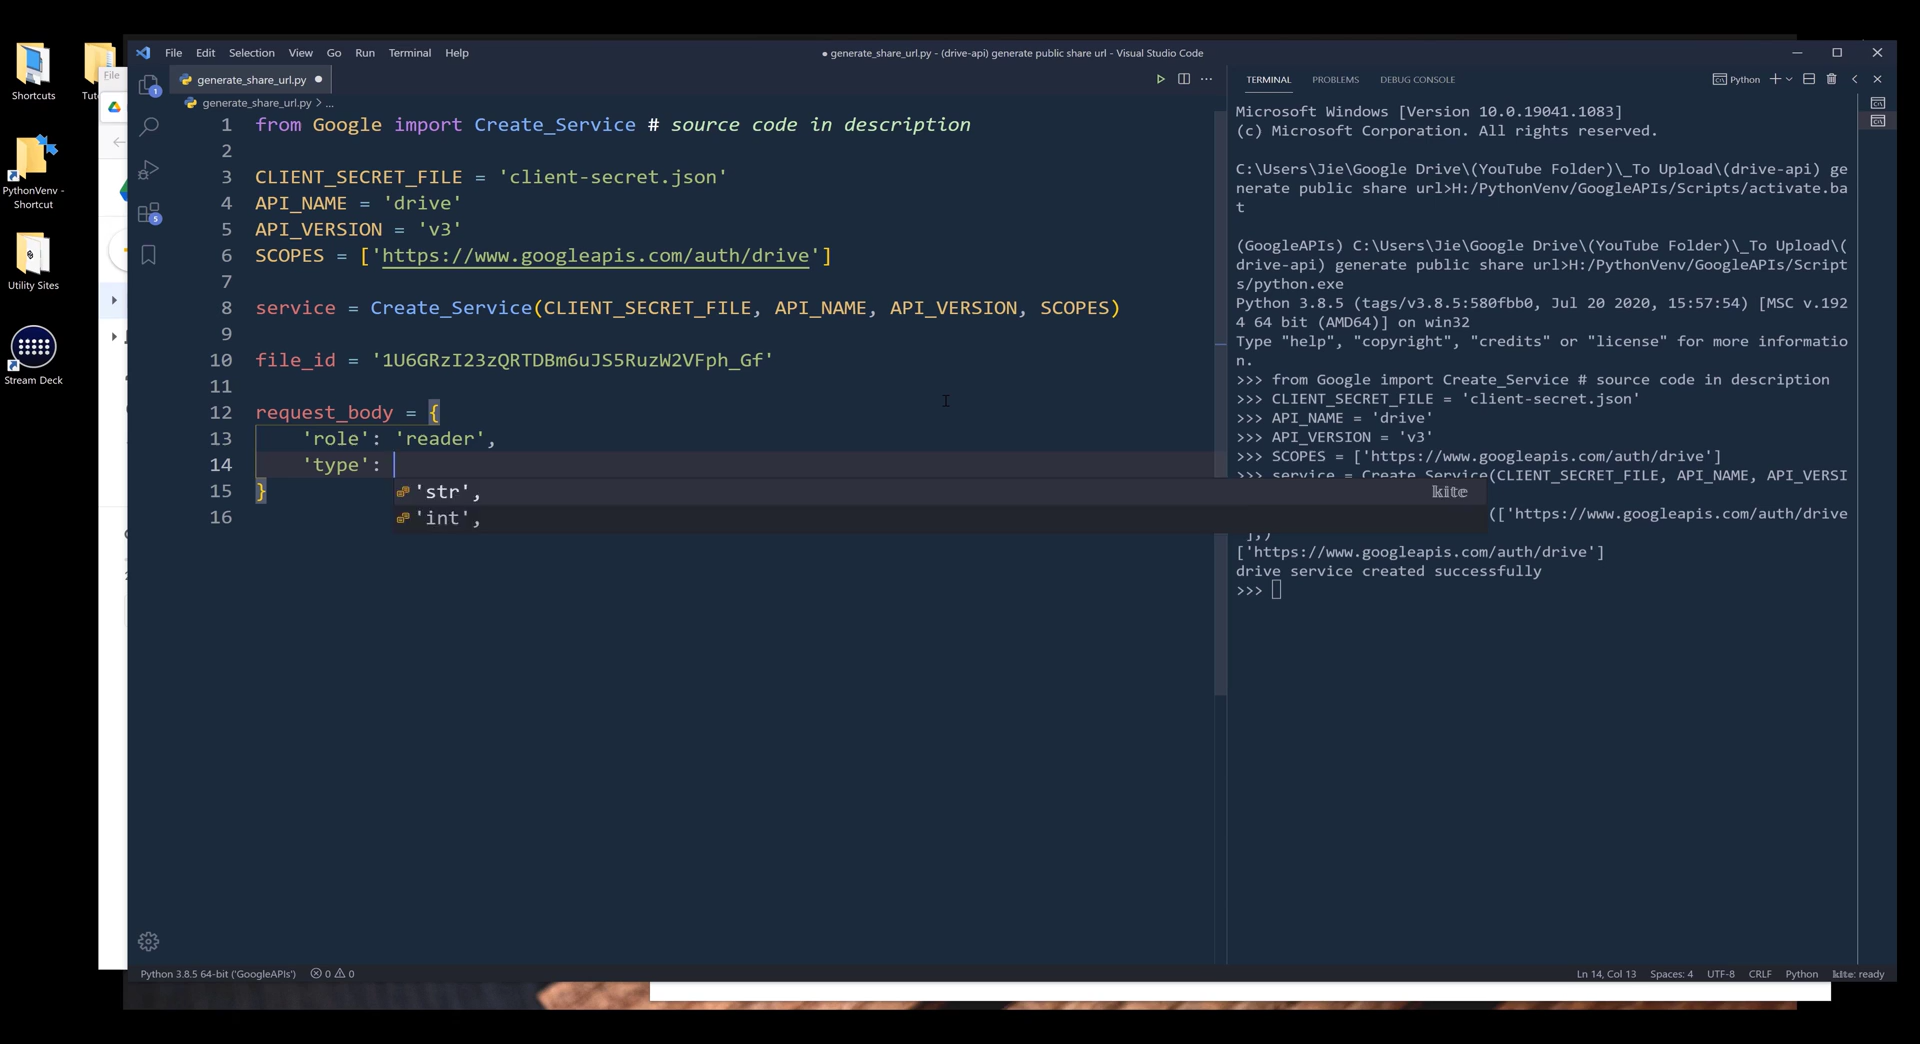 Shortcuts
Tut
PythonVenv -
Shortcut
Utility Sites
Stream Deck
File
File Edit Selection View Go Run Terminal Help
● generate_share_url.py - (drive-api) generate public share url - Visual Studio Code
generate_share_url.py ●
generate_share_url.py > ...
1 from Google import Create_Service # source code in description
2
3 CLIENT_SECRET_FILE = 'client-secret.json'
4 API_NAME = 'drive'
5 API_VERSION = 'v3'
6 SCOPES = ['https://www.googleapis.com/auth/drive']
7
8 service = Create_Service(CLIENT_SECRET_FILE, API_NAME, API_VERSION, SCOPES)
9
10 file_id = '1U6GRzI23zQRTDBm6uJS5RuzW2VFph_Gf'
11
12 request_body = {
13 'role': 'reader',
14 'type':
15 }
16
'str', kite
'int',
1
5
TERMINAL PROBLEMS DEBUG CONSOLE
Python
Microsoft Windows [Version 10.0.19041.1083]
(c) Microsoft Corporation. All rights reserved.
C:\Users\Jie\Google Drive\(YouTube Folder)\_To Upload\(drive-api) ge
nerate public share url>H:/PythonVenv/GoogleAPIs/Scripts/activate.ba
t
(GoogleAPIs) C:\Users\Jie\Google Drive\(YouTube Folder)\_To Upload\(
drive-api) generate public share url>H:/PythonVenv/GoogleAPIs/Script
s/python.exe
Python 3.8.5 (tags/v3.8.5:580fbb0, Jul 20 2020, 15:57:54) [MSC v.192
4 64 bit (AMD64)] on win32
Type "help", "copyright", "credits" or "license" for more informatio
n.
>>> from Google import Create_Service # source code in description
>>> CLIENT_SECRET_FILE = 'client-secret.json'
>>> API_NAME = 'drive'
>>> API_VERSION = 'v3'
>>> SCOPES = ['https://www.googleapis.com/auth/drive']
>>> service = Create_Service(CLIENT_SECRET_FILE, API_NAME, API_VERSI
(['https://www.googleapis.com/auth/drive
'],)
['https://www.googleapis.com/auth/drive']
drive service created successfully
>>>
Python 3.8.5 64-bit ('GoogleAPIs') 0 0
Ln 14, Col 13 Spaces: 4 UTF-8 CRLF Python kite: ready